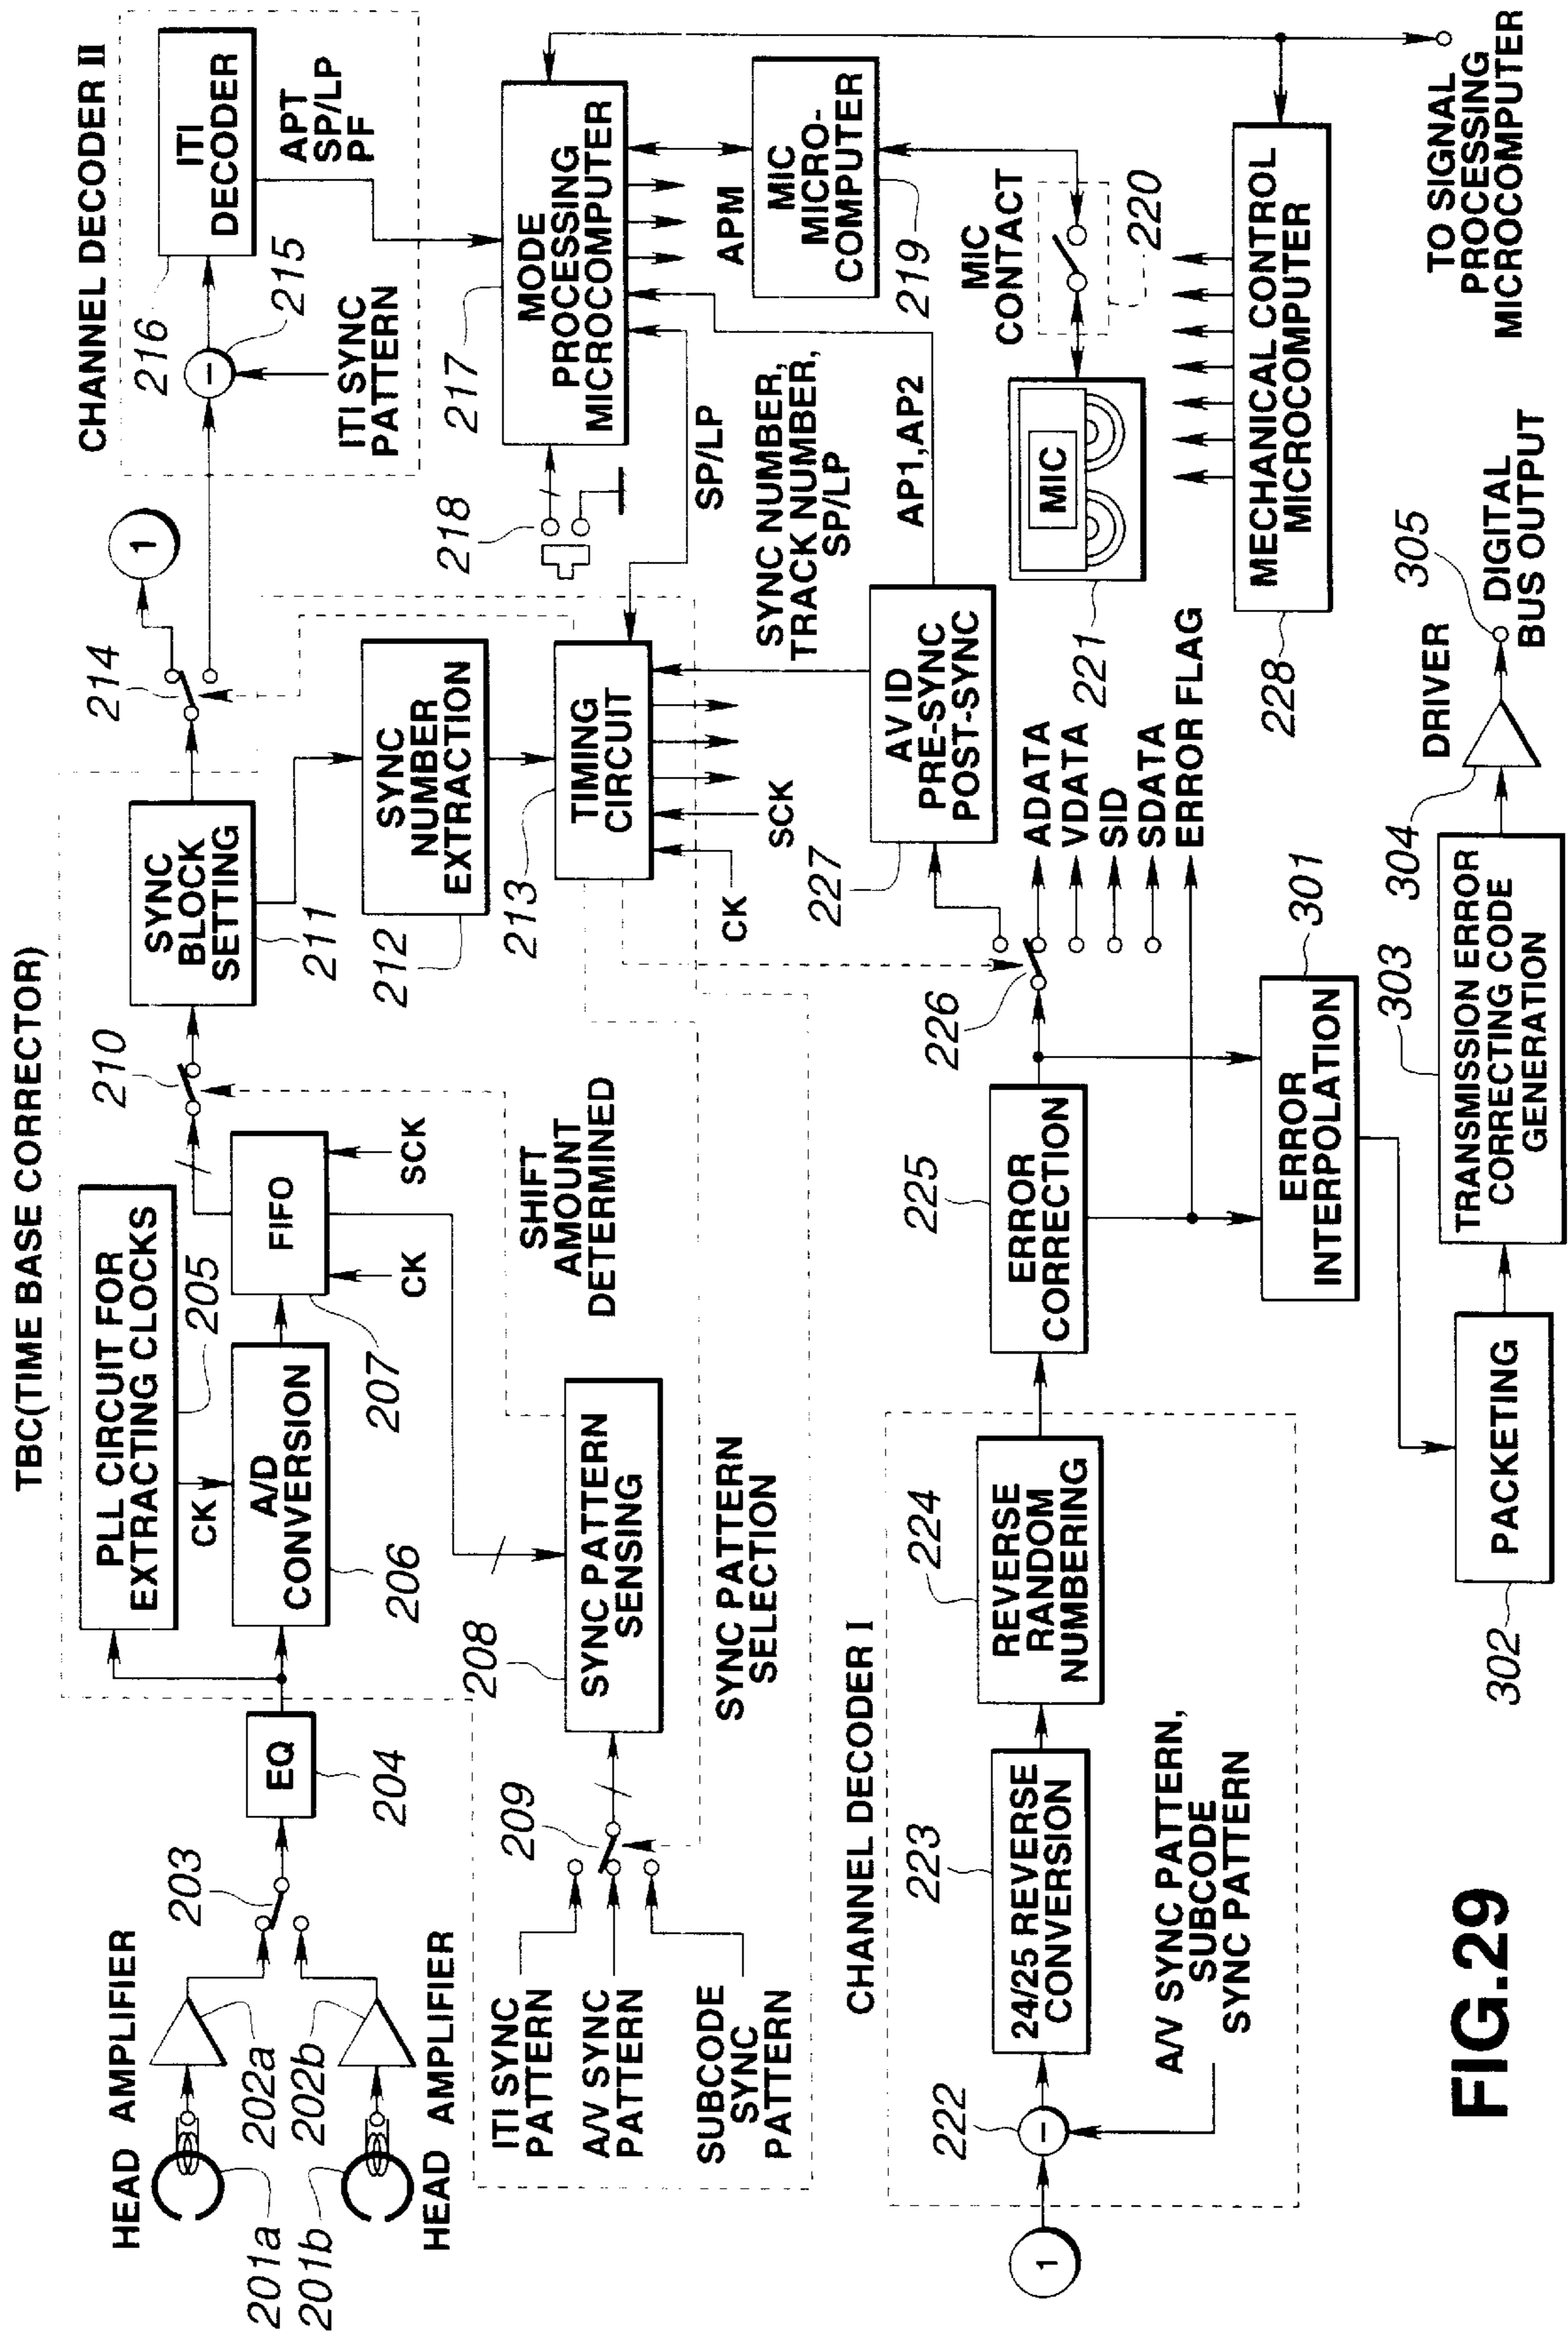 TBC(TIME BASE CORRECTOR)
HEAD AMPLIFIER
201a
202a
201b
202b
HEAD AMPLIFIER
203
EQ
204
PLL CIRCUIT FOR
EXTRACTING CLOCKS
205
CK
A/D
CONVERSION
206
FIFO
207
CK
SCK
210
SYNC
BLOCK
SETTING
211
214
1
CHANNEL DECODER II
216
ITI
DECODER
215
ITI SYNC
PATTERN
APT
SP/LP
PF
ITI SYNC
PATTERN
A/V SYNC
PATTERN
SUBCODE
SYNC
PATTERN
209
208
SYNC PATTERN
SENSING
SYNC PATTERN
SELECTION
SHIFT
AMOUNT
DETERMINED
212
SYNC
NUMBER
EXTRACTION
213
TIMING
CIRCUIT
CK
SCK
217
MODE
PROCESSING
MICROCOMPUTER
218
SP/LP
SYNC NUMBER,
TRACK NUMBER,
SP/LP
APM
MIC
MICRO-
COMPUTER
219
AP1,AP2
MIC
CONTACT
220
MIC
221
227
AV ID
PRE-SYNC
POST-SYNC
CHANNEL DECODER I
1
222
223
24/25 REVERSE
CONVERSION
A/V SYNC PATTERN,
SUBCODE
SYNC PATTERN
224
REVERSE
RANDOM
NUMBERING
225
ERROR
CORRECTION
226
ADATA
VDATA
SID
SDATA
ERROR FLAG
228
MECHANICAL CONTROL
MICROCOMPUTER
TO SIGNAL
PROCESSING
MICROCOMPUTER
301
ERROR
INTERPOLATION
302
PACKETING
303
TRANSMISSION ERROR
CORRECTING CODE
GENERATION
304
DRIVER
305
DIGITAL
BUS OUTPUT
FIG.29